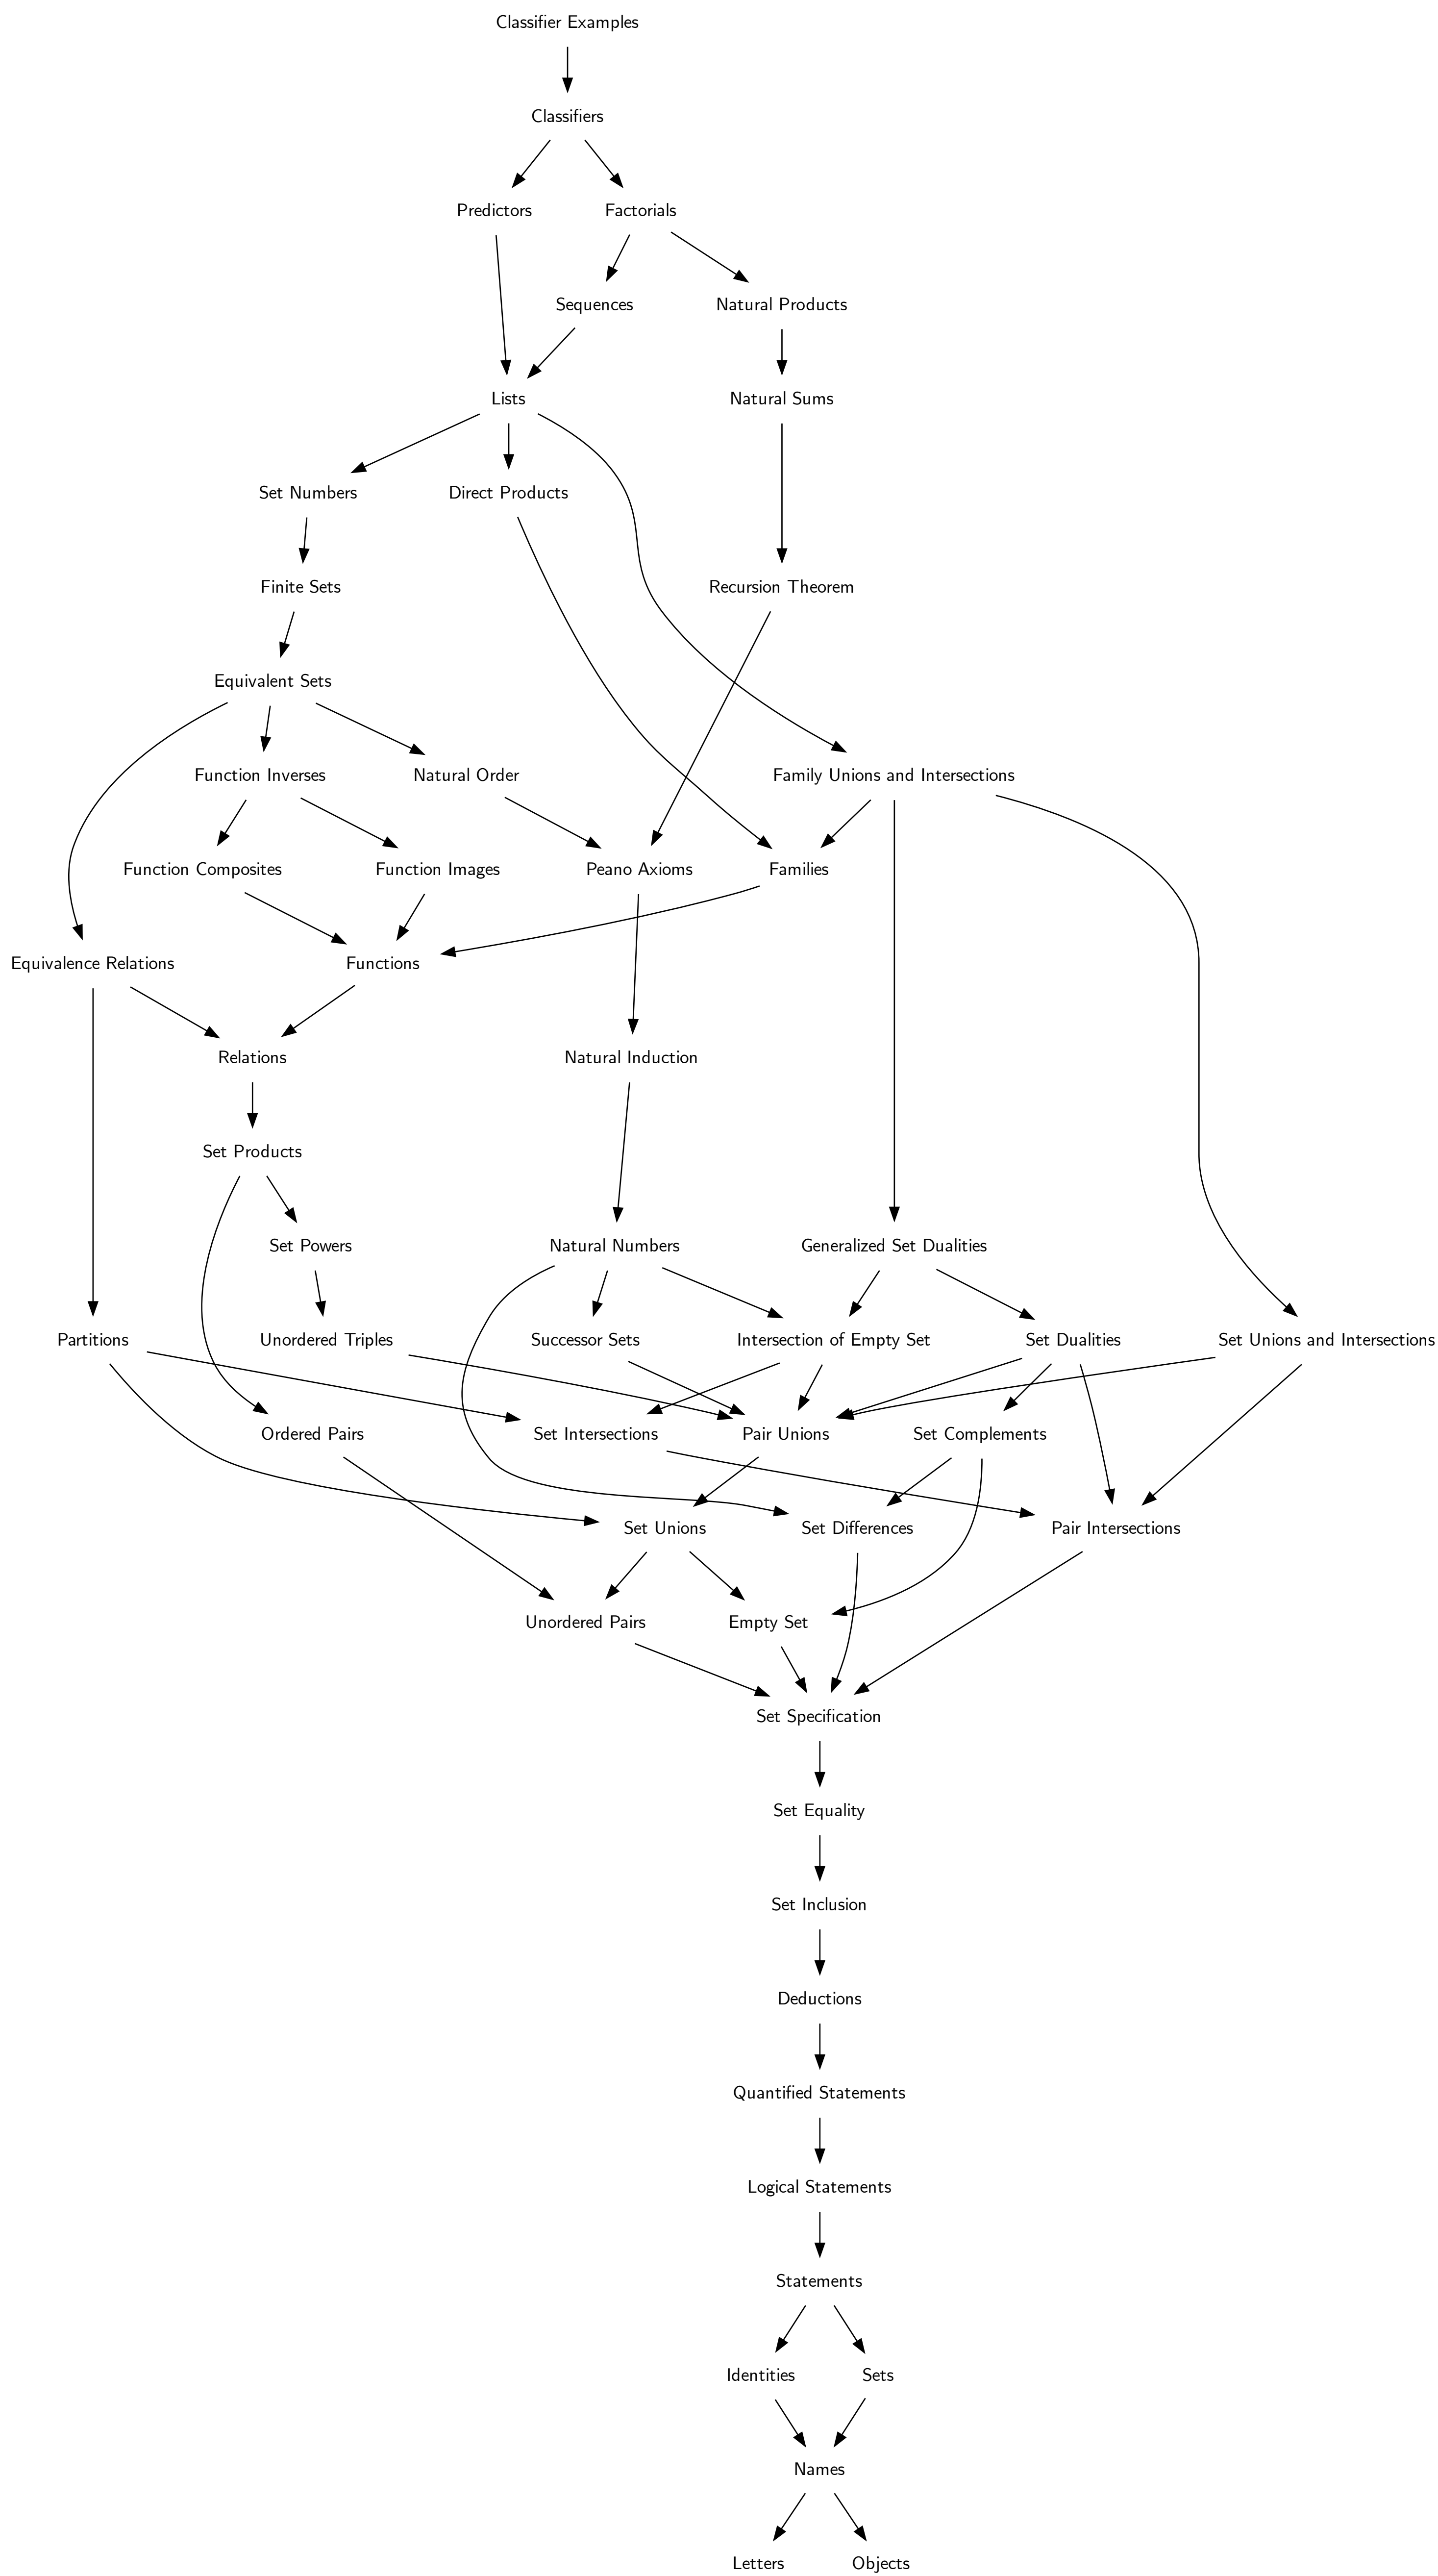 Classifier Examples
Classifiers
Predictors
Factorials
Sequences
Natural Products
Lists
Natural Sums
Set Numbers
Direct Products
Finite Sets
Recursion Theorem
Equivalent Sets
Function Inverses
Natural Order
Family Unions and Intersections
Function Composites
Function Images
Peano Axioms
Families
Equivalence Relations
Functions
Relations
Natural Induction
Set Products
Set Powers
Natural Numbers
Generalized Set Dualities
Partitions
Unordered Triples
Successor Sets
Intersection of Empty Set
Set Dualities
Set Unions and Intersections
Ordered Pairs
Set Intersections
Pair Unions
Set Complements
Set Unions
Set Differences
Pair Intersections
Unordered Pairs
Empty Set
Set Specification
Set Equality
Set Inclusion
Deductions
Quantified Statements
Logical Statements
Statements
Identities
Sets
Names
Letters
Objects